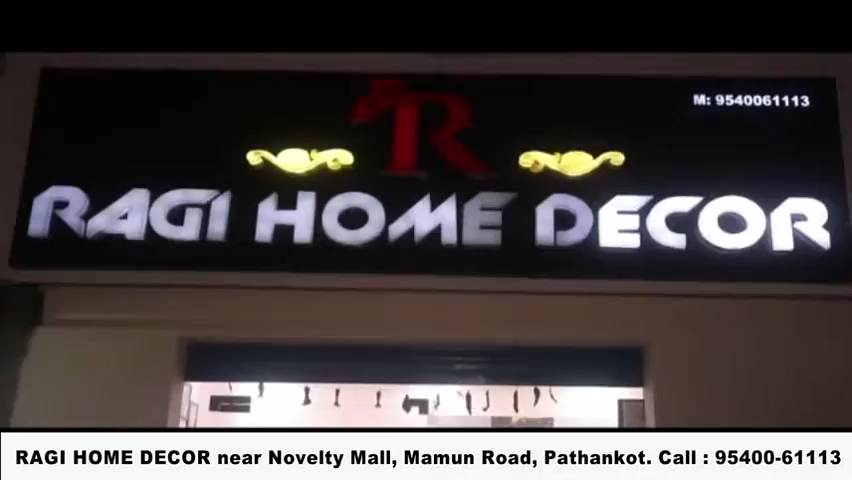 R
M: 9540061113
RAGI HOME DECOR
RAGI HOME DECOR near Novelty Mall, Mamun Road, Pathankot. Call : 95400-61113